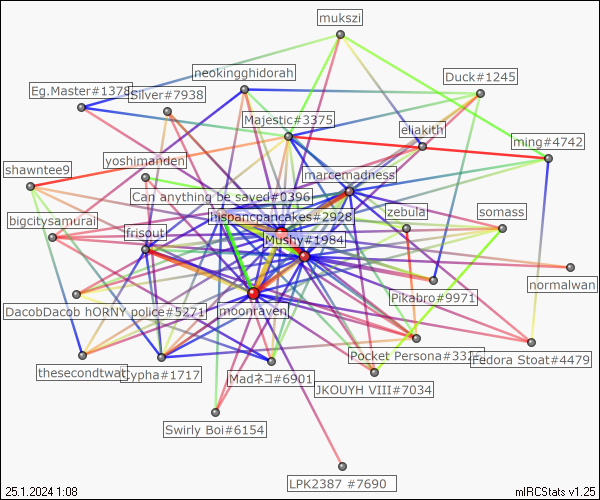 mukszi
neokingghidorah
Duck#1245
Eg.Master#1378
Silver#7938
Majestic#3375
eliakith
ming#4742
yoshimanden
shawntee9
marcemadness
Can anything be saved#0396
hispancpancakes#2928
zebula
somass
bigcitysamurai
frisout
Mushy#1984
normalwan
Pikabro#9971
DacobDacob hORNY police#5271
moonraven
Pocket Persona#332
Fedora Stoat#4479
thesecondtwat
Cypha#1717
Madネコ#6901
JKOUYH VIII#7034
Swirly Boi#6154
LPK2387 #7690
25.1.2024 1:08
mIRCStats v1.25